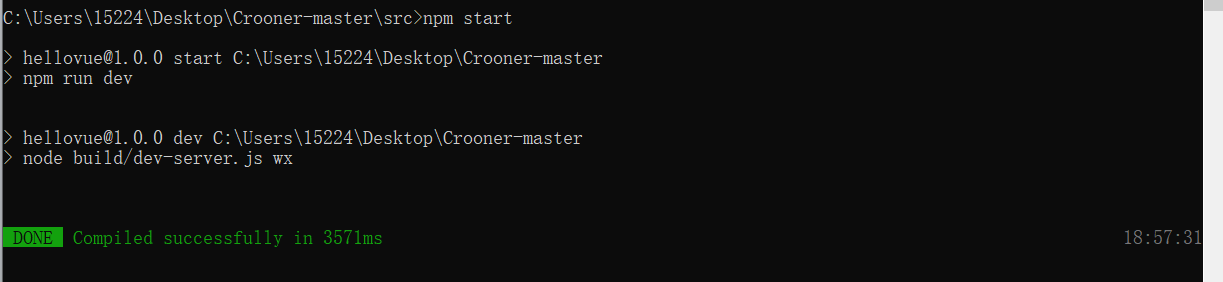 C:\Users\15224\Desktop\Crooner-master\src>npm start
> hellovue@1.0.0 start C:\Users\15224\Desktop\Crooner-master
> npm run dev
> hellovue@1.0.0 dev C:\Users\15224\Desktop\Crooner-master
> node build/dev-server.js wx
DONE Compiled successfully in 3571ms 18:57:31